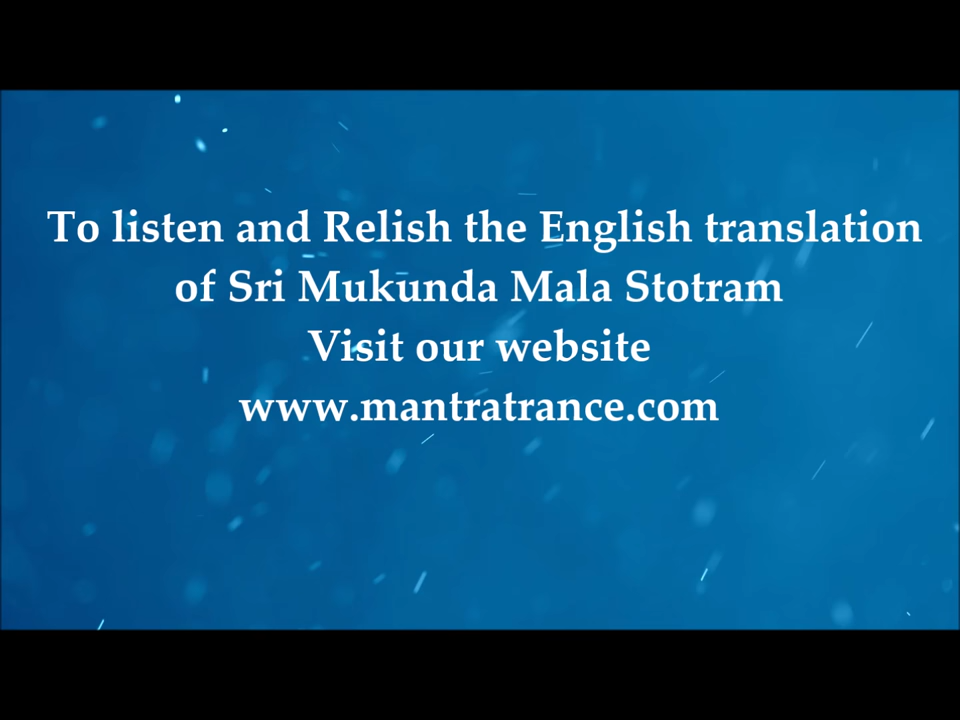 To listen and Relish the English translation
of Sri Mukunda Mala Stotram
Visit our website
www.mantratrance.com